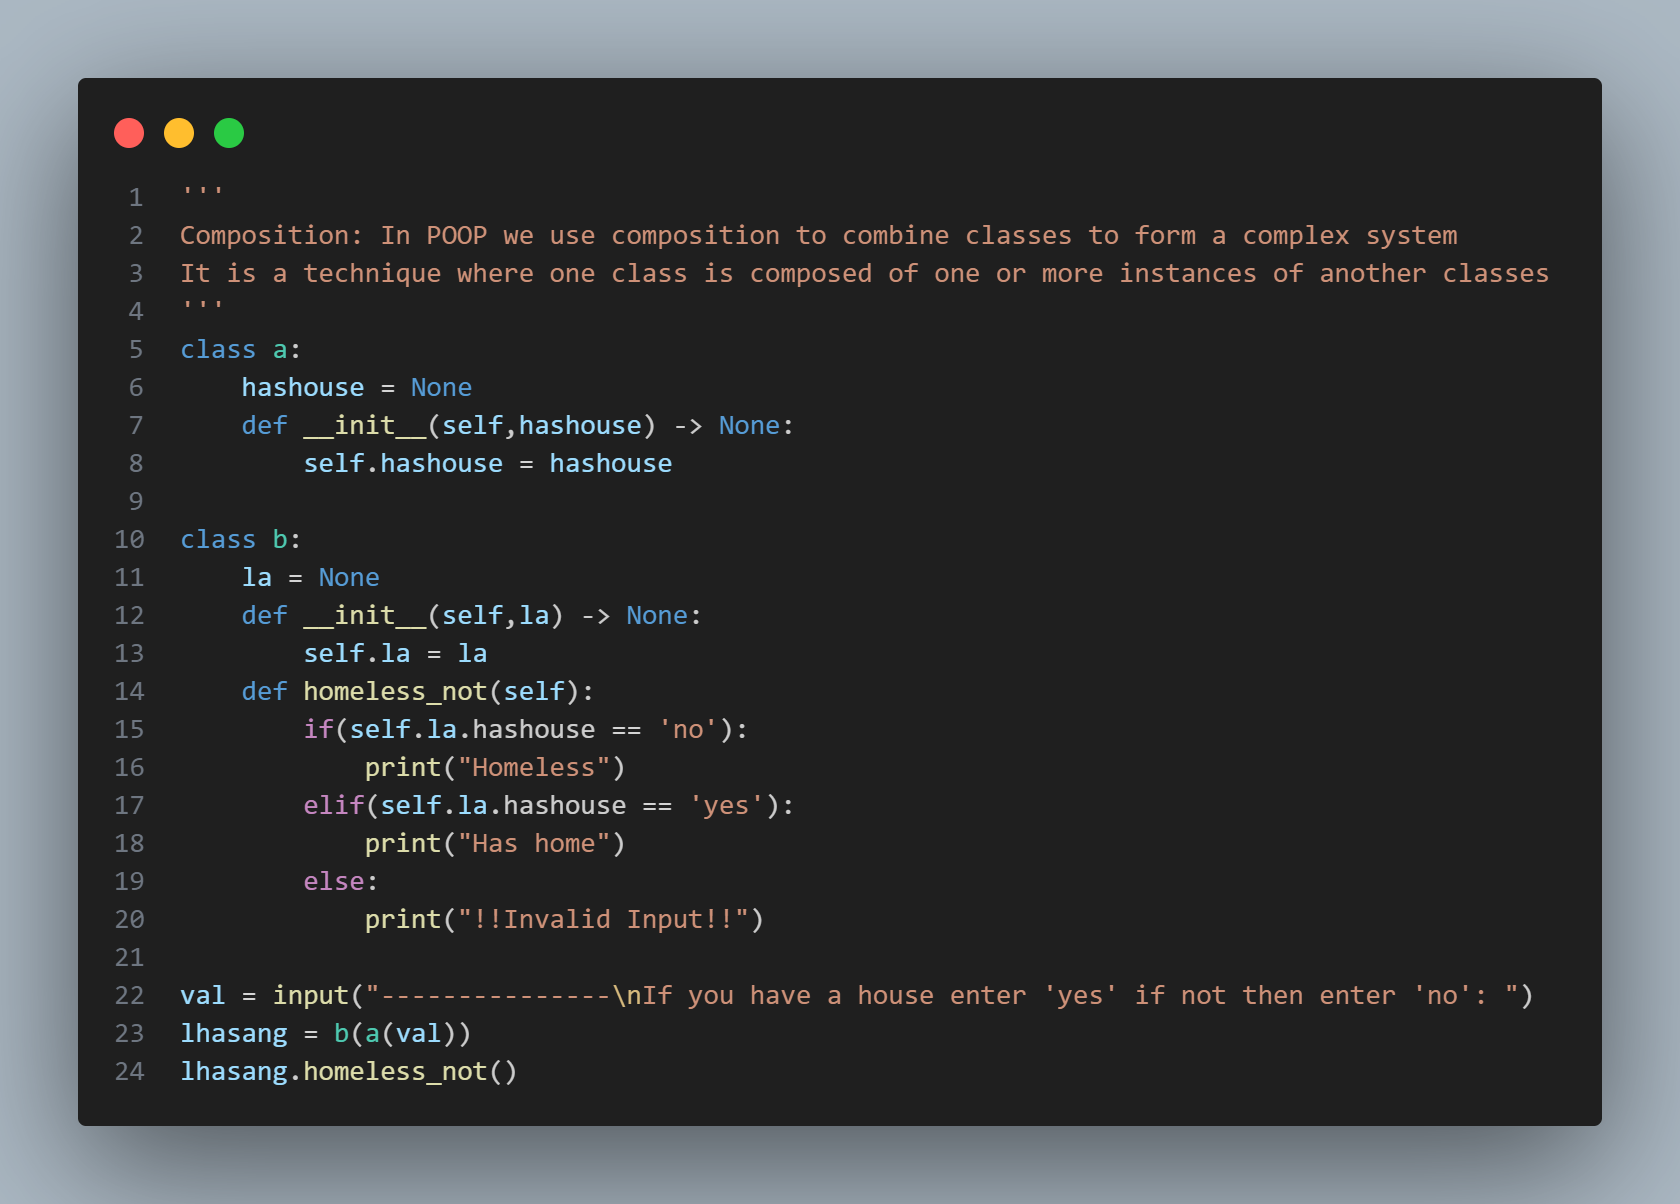 1 '''
2 Composition: In POOP we use composition to combine classes to form a complex system
3 It is a technique where one class is composed of one or more instances of another classes
4 '''
5 class a:
6     hashouse = None
7     def __init__(self,hashouse) -> None:
8         self.hashouse = hashouse
9
10 class b:
11     la = None
12     def __init__(self,la) -> None:
13         self.la = la
14     def homeless_not(self):
15         if(self.la.hashouse == 'no'):
16             print("Homeless")
17         elif(self.la.hashouse == 'yes'):
18             print("Has home")
19         else:
20             print("!!Invalid Input!!")
21
22 val = input("---------------\nIf you have a house enter 'yes' if not then enter 'no': ")
23 lhasang = b(a(val))
24 lhasang.homeless_not()